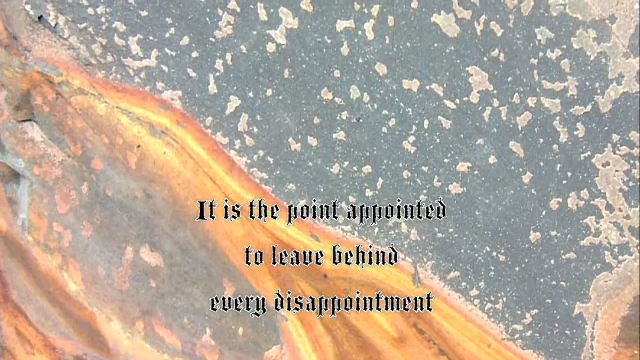 It is the point appointed
to leave behind
every disappointment